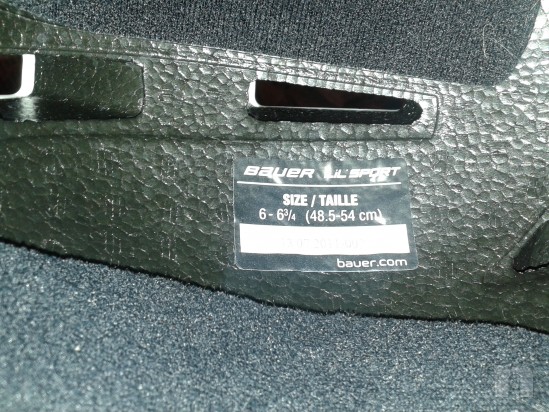 BAUER LIL'SPORT
SIZE / TAILLE
6 - 6¾ (48.5-54 cm)
bauer.com